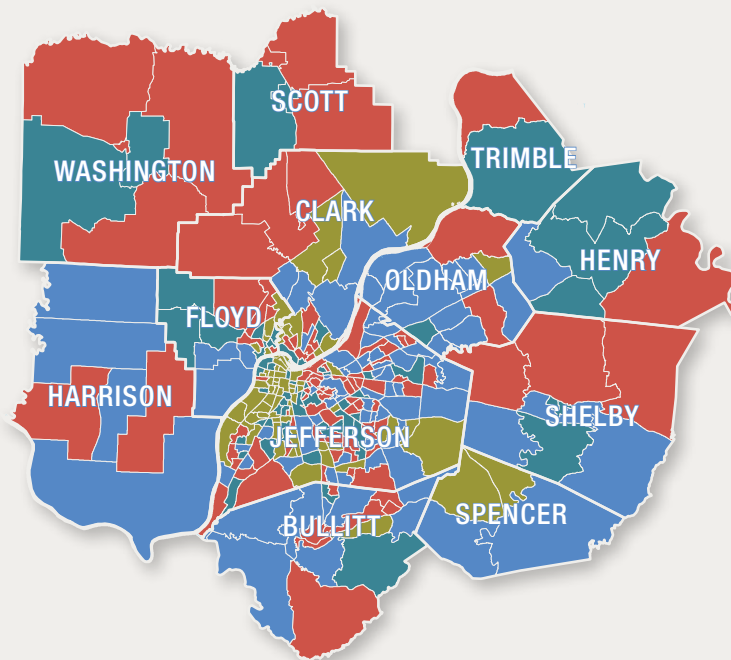 SCOTT
TRIMBLE
WASHINGTON
CLARK
HENRY
OLDHAM
FLOYD
HARRISON
SHELBY
JEFFERSON
SPENCER
BULLITT